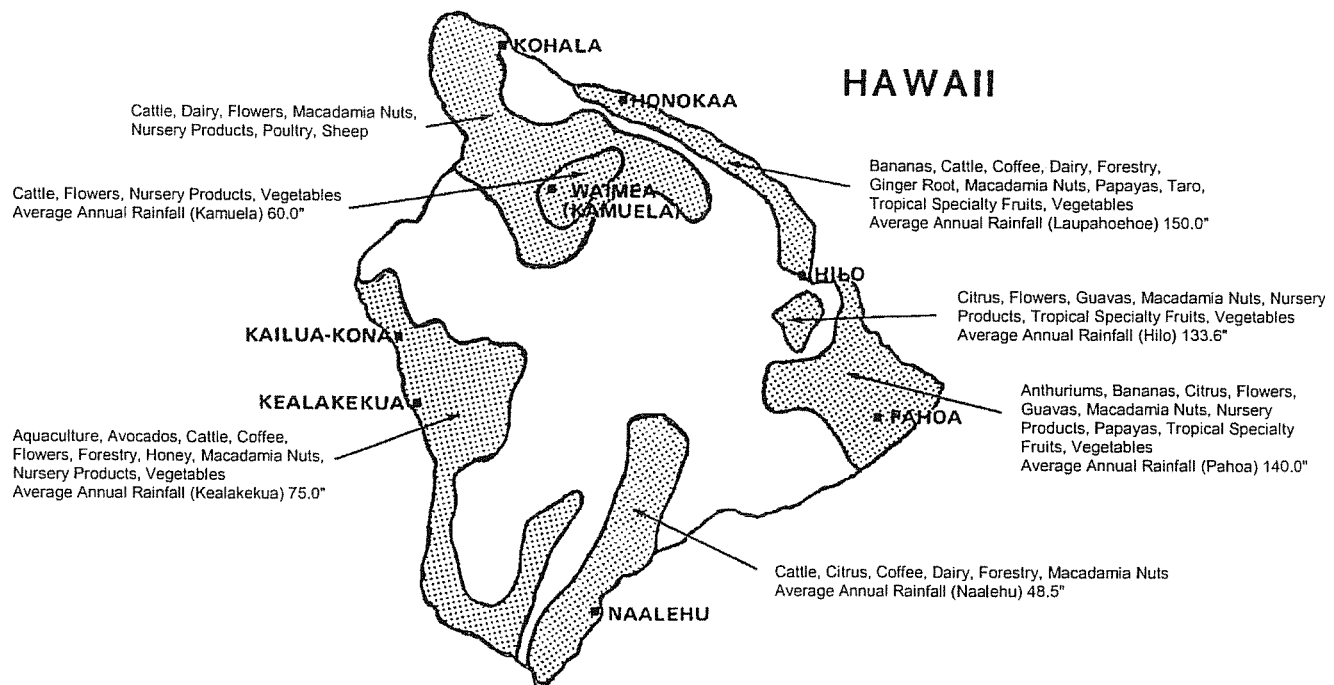 KOHALA
HAWAII
HONOKAA
Cattle, Dairy, Flowers, Macadamia Nuts,
Nursery Products, Poultry, Sheep
Bananas, Cattle, Coffee, Dairy, Forestry,
Ginger Root, Macadamia Nuts, Papayas, Taro,
Tropical Specialty Fruits, Vegetables
Average Annual Rainfall (Laupahoehoe) 150.0"
Cattle, Flowers, Nursery Products, Vegetables
Average Annual Rainfall (Kamuela) 60.0"
WAIMEA
(KAMUELA)
HILO
Citrus, Flowers, Guavas, Macadamia Nuts, Nursery
Products, Tropical Specialty Fruits, Vegetables
Average Annual Rainfall (Hilo) 133.6"
KAILUA-KONA
KEALAKEKUA
Anthuriums, Bananas, Citrus, Flowers,
Guavas, Macadamia Nuts, Nursery
Products, Papayas, Tropical Specialty
Fruits, Vegetables
Average Annual Rainfall (Pahoa) 140.0"
PAHOA
Aquaculture, Avocados, Cattle, Coffee,
Flowers, Forestry, Honey, Macadamia Nuts,
Nursery Products, Vegetables
Average Annual Rainfall (Kealakekua) 75.0"
Cattle, Citrus, Coffee, Dairy, Forestry, Macadamia Nuts
Average Annual Rainfall (Naalehu) 48.5"
NAALEHU